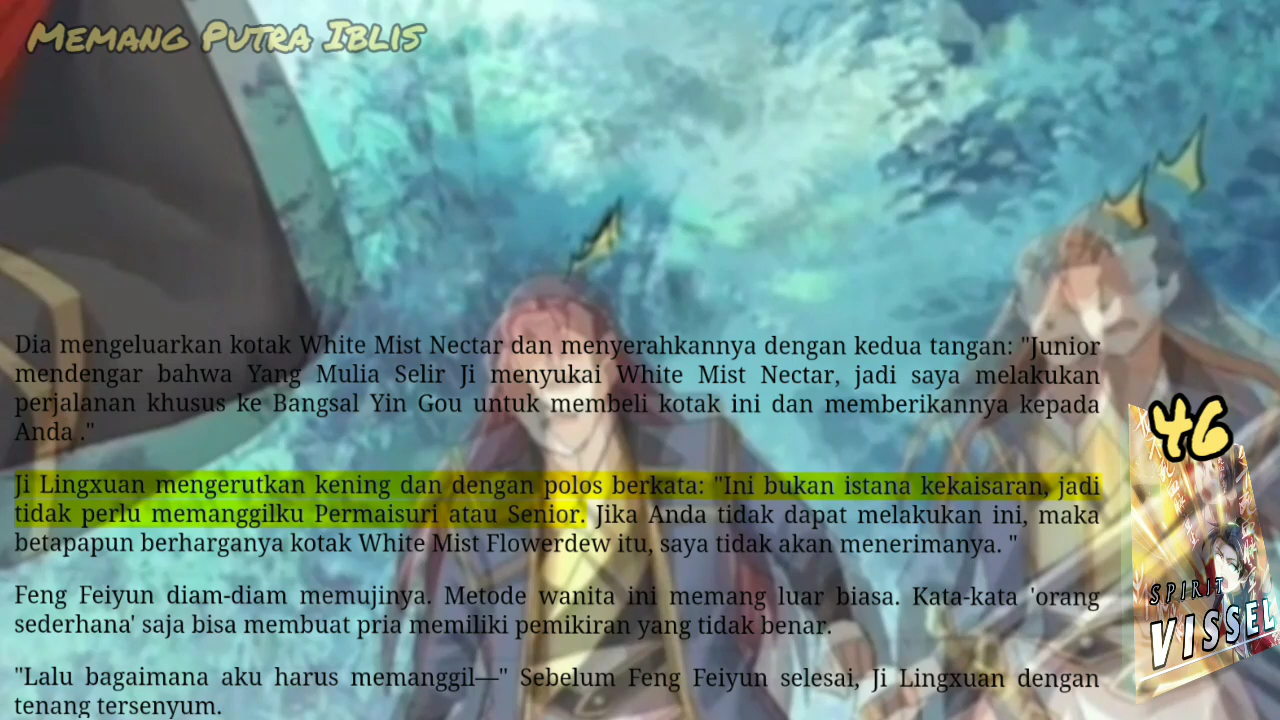 Memang Putra Iblis
Dia mengeluarkan kotak White Mist Nectar dan menyerahkannya dengan kedua tangan: "Junior
mendengar bahwa Yang Mulia Selir Ji menyukai White Mist Nectar, jadi saya melakukan
perjalanan khusus ke Bangsal Yin Gou untuk membeli kotak ini dan memberikannya kepada
Anda ."
Ji Lingxuan mengerutkan kening dan dengan polos berkata: "Ini bukan istana kekaisaran, jadi
tidak perlu memanggilku Permaisuri atau Senior. Jika Anda tidak dapat melakukan ini, maka
betapapun berharganya kotak White Mist Flowerdew itu, saya tidak akan menerimanya. "
Feng Feiyun diam-diam memujinya. Metode wanita ini memang luar biasa. Kata-kata 'orang
sederhana' saja bisa membuat pria memiliki pemikiran yang tidak benar.
"Lalu bagaimana aku harus memanggil—" Sebelum Feng Feiyun selesai, Ji Lingxuan dengan
tenang tersenyum.
46
SPIRIT
VISSEL